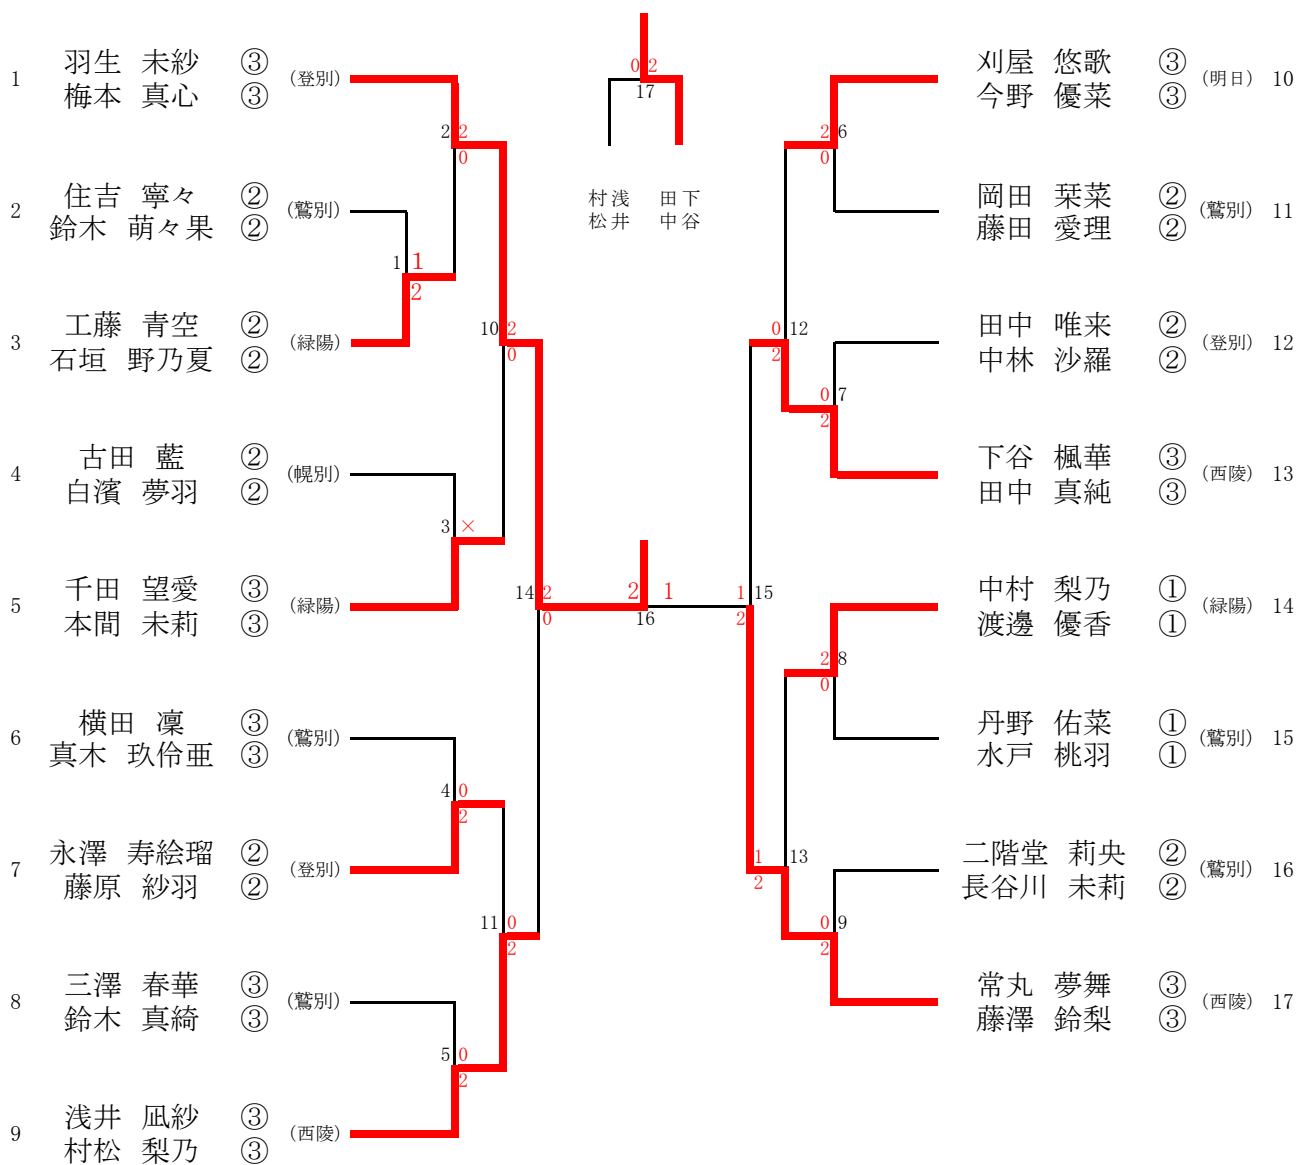 1 羽生 未紗 ③ (登別)
梅本 真心 ③
2 住吉 寧々 ② (鷲別)
鈴木 萌々果 ②
3 工藤 青空 ② (緑陽)
石垣 野乃夏 ②
4 古田 藍 ② (幌別)
白濱 夢羽 ②
5 千田 望愛 ③ (緑陽)
本間 未莉 ③
6 横田 凜 ③ (鷲別)
真木 玖伶亜 ③
7 永澤 寿絵瑠 ② (登別)
藤原 紗羽 ②
8 三澤 春華 ③ (鷲別)
鈴木 真綺 ③
9 浅井 凪紗 ③ (西陵)
村松 梨乃 ③
2 2
0
1 1
2
10 2
0
3 ×
14 2
0
4 0
2
11 0
2
5 0
2
0 2
17
村浅 田下
松井 中谷
2 1
16
刈屋 悠歌 ③ (明日) 10
今野 優菜 ③
岡田 栞菜 ② (鷲別) 11
藤田 愛理 ②
田中 唯来 ② (登別) 12
中林 沙羅 ②
下谷 楓華 ③ (西陵) 13
田中 真純 ③
中村 梨乃 ① (緑陽) 14
渡邊 優香 ①
丹野 佑菜 ① (鷲別) 15
水戸 桃羽 ①
二階堂 莉央 ② (鷲別) 16
長谷川 未莉 ②
常丸 夢舞 ③ (西陵) 17
藤澤 鈴梨 ③
2 6
0
0 12
2
0 7
2
1 15
2
2 8
0
1 13
2
0 9
2